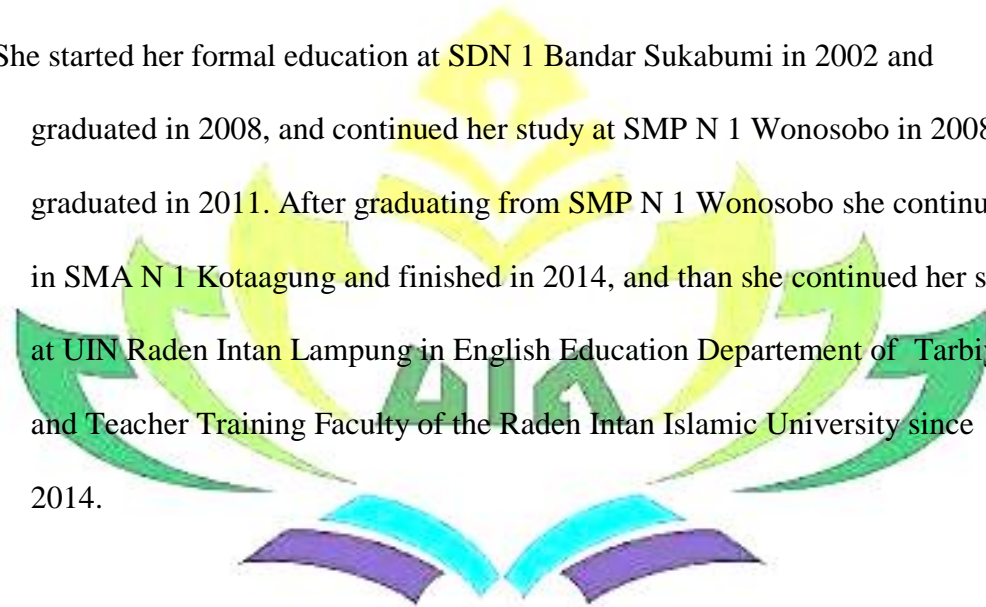 She started her formal education at SDN 1 Bandar Sukabumi in 2002 and
graduated in 2008, and continued her study at SMP N 1 Wonosobo in 2008
graduated in 2011. After graduating from SMP N 1 Wonosobo she continu
in SMA N 1 Kotaagung and finished in 2014, and than she continued her s
at UIN Raden Intan Lampung in English Education Departement of Tarbiy
and Teacher Training Faculty of the Raden Intan Islamic University since
2014.